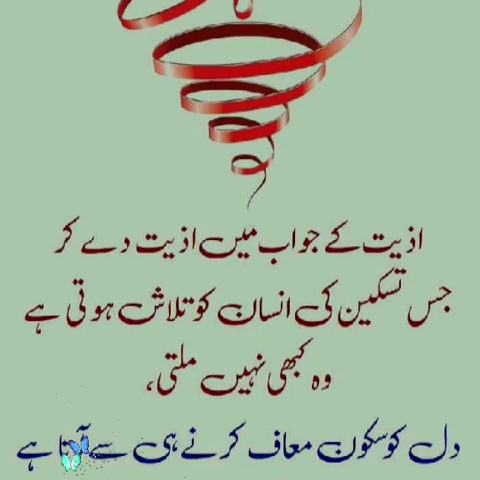 اذیت کے جواب میں اذیت دے کر
جس تسکین کی انسان کو تلاش ہوتی ہے
وہ کبھی نہیں ملتی،
دل کو سکون معاف کرنے ہی سے آتا ہے